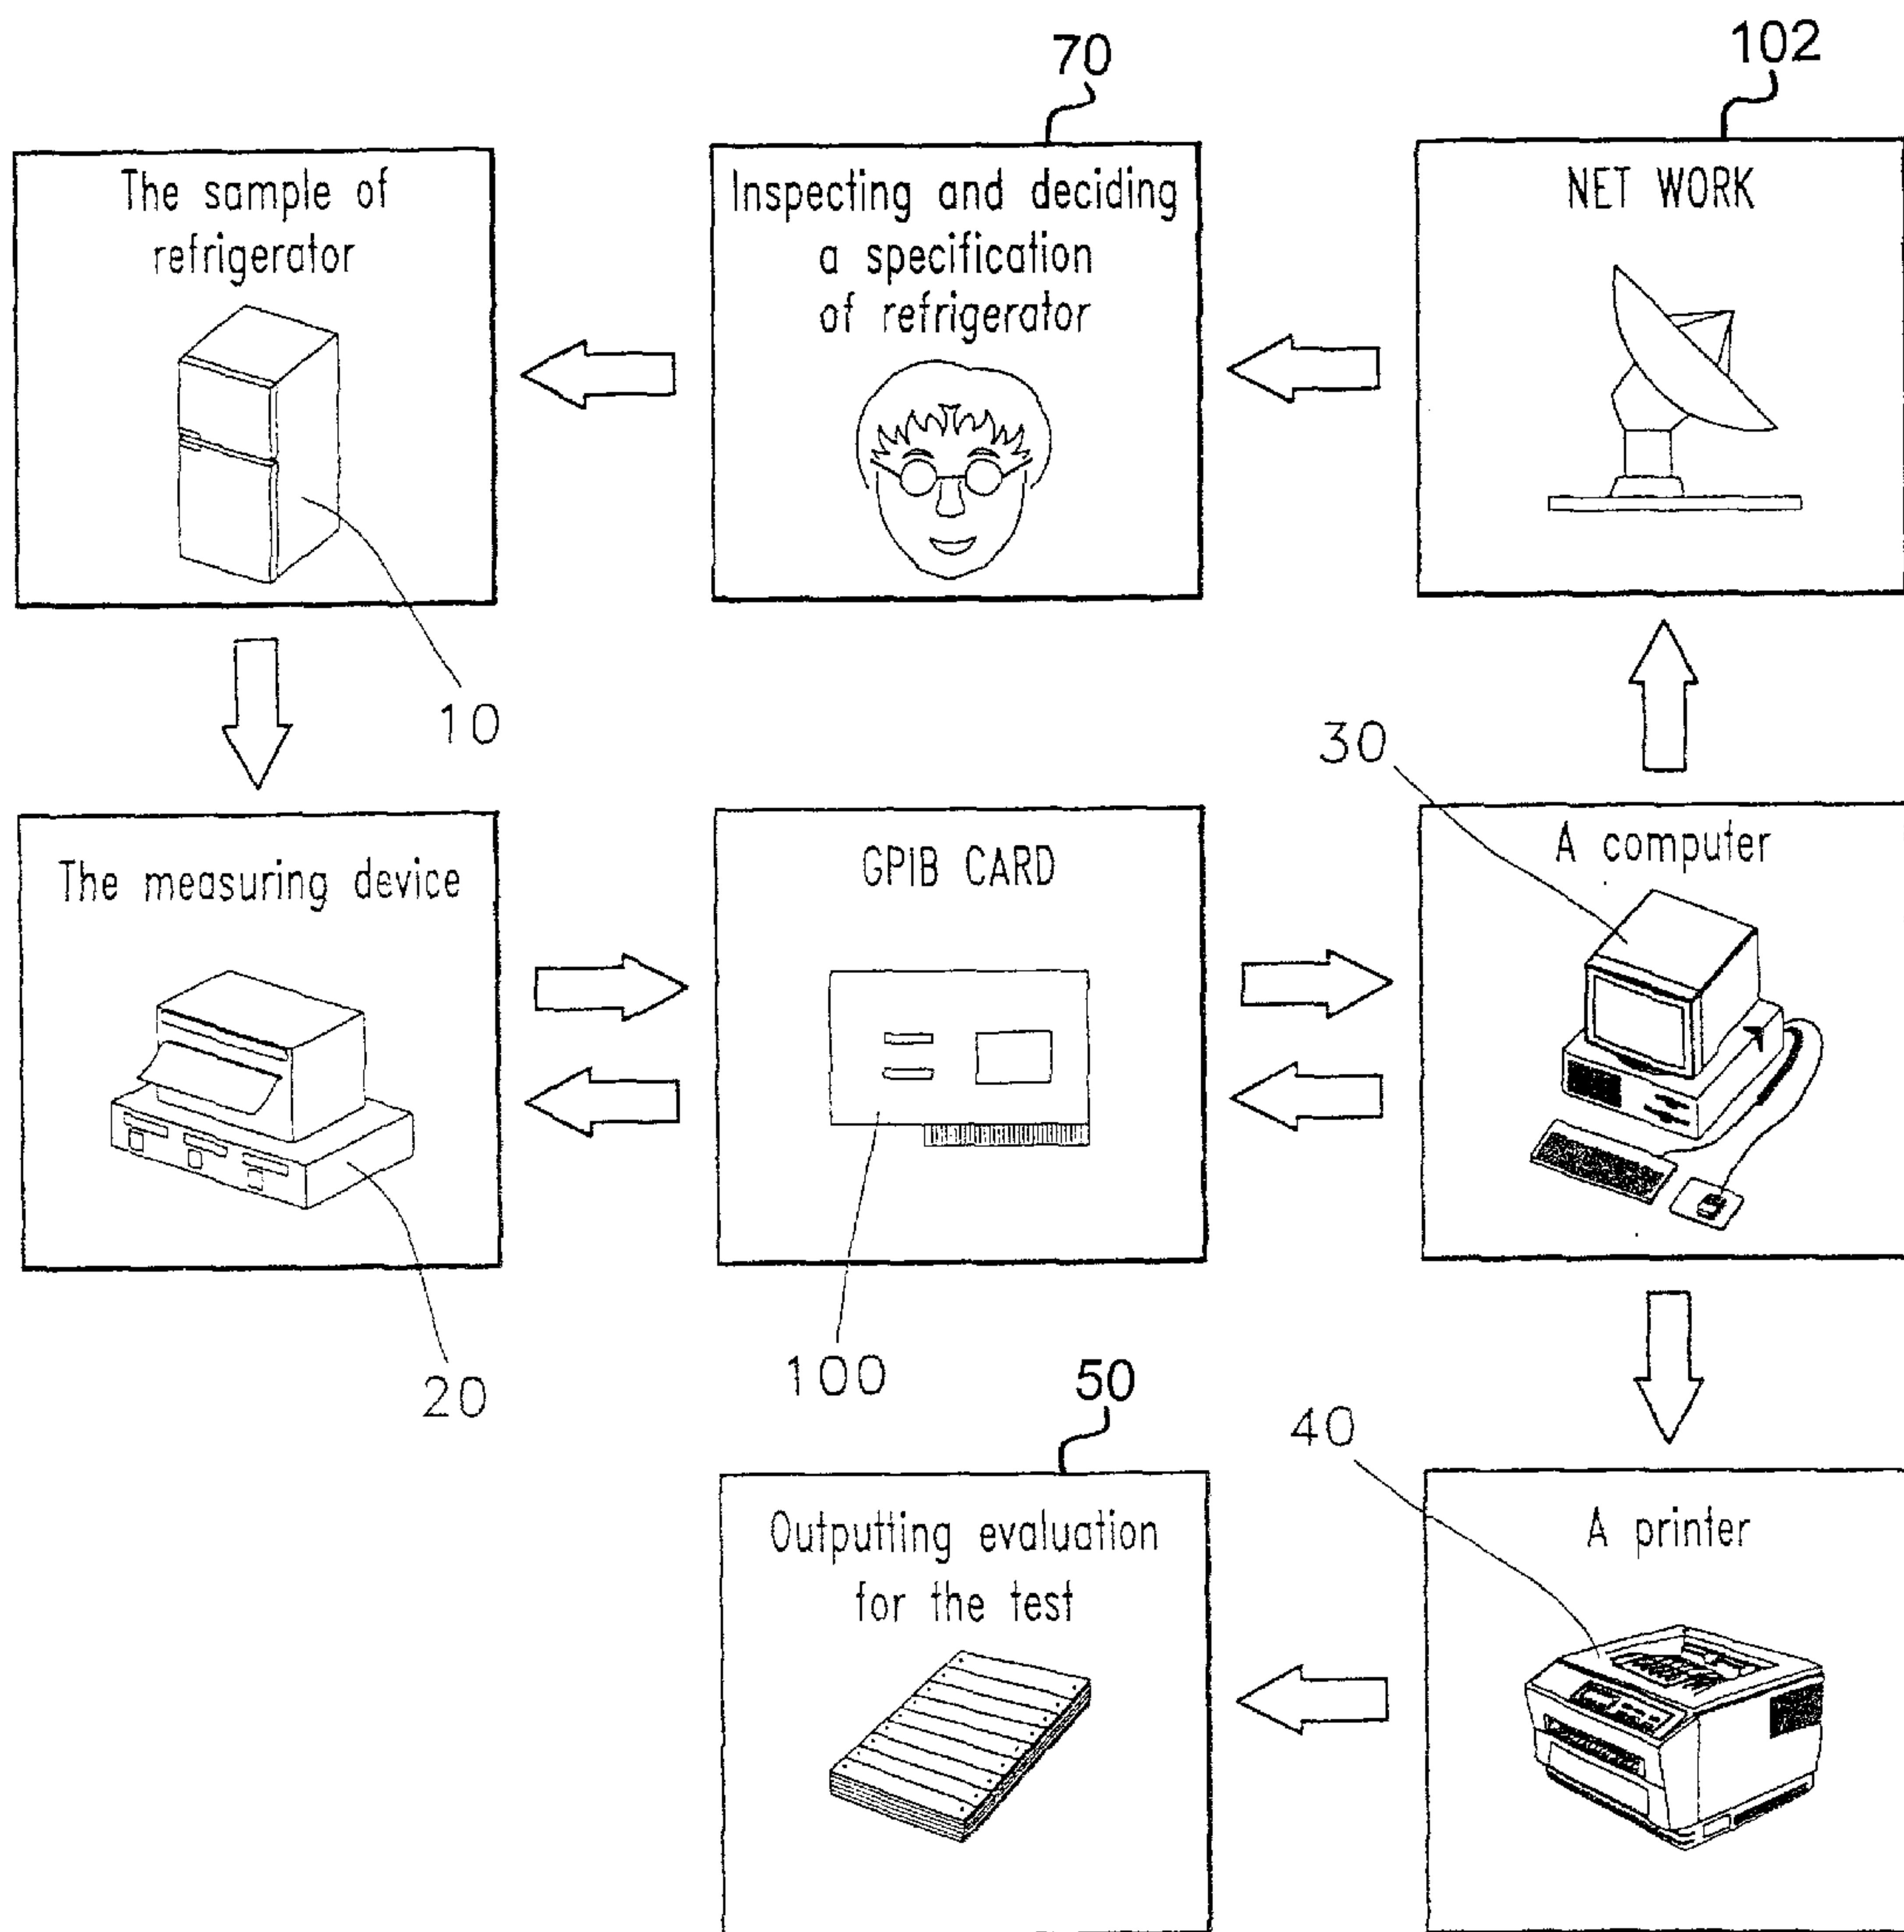 70
102
The sample of
refrigerator
Inspecting and deciding
a specification
of refrigerator
NET WORK
10
30
The measuring device
GPIB CARD
A computer
20
100
50
40
Outputting evaluation
for the test
A printer